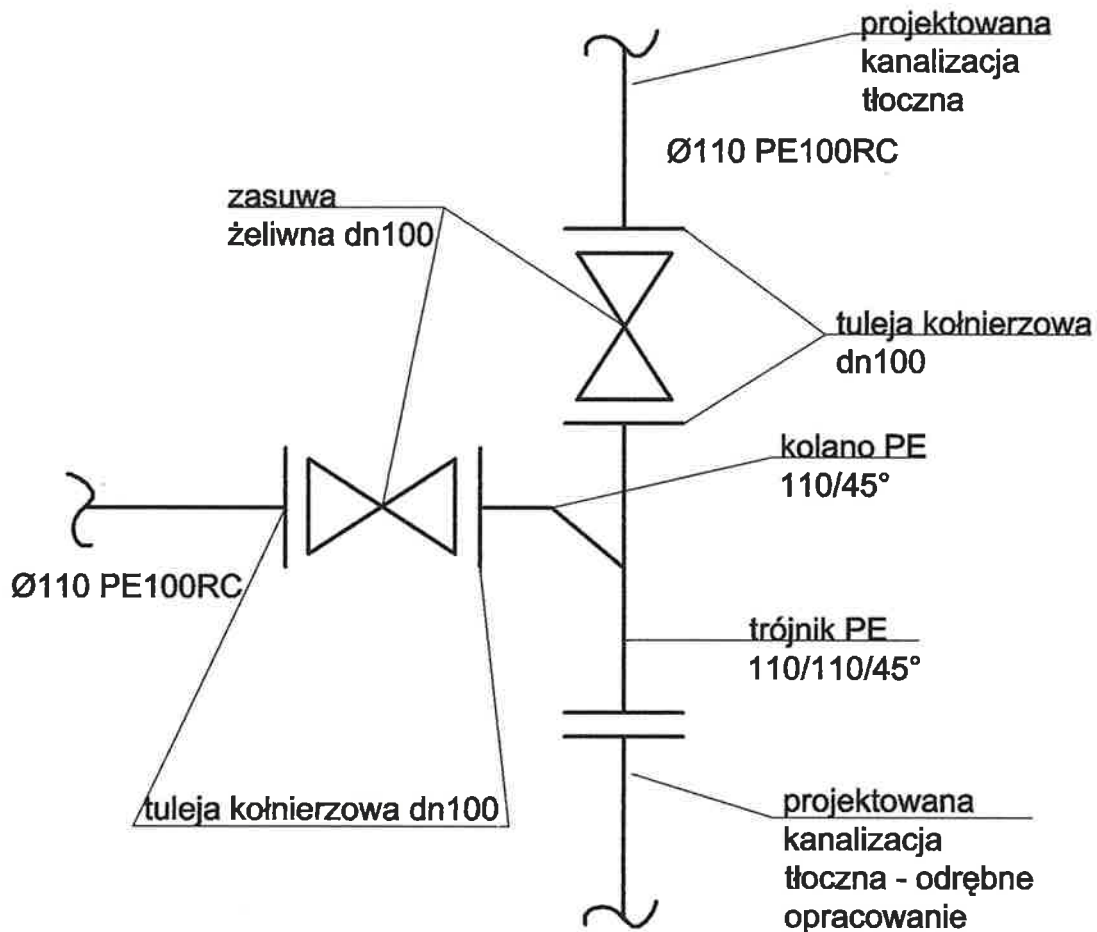 projektowana
kanalizacja
tłoczna
Ø110 PE100RC
zasuwa
żeliwna dn100
tuleja kołnierzowa
dn100
kolano PE
110/45°
Ø110 PE100RC
trójnik PE
110/110/45°
tuleja kołnierzowa dn100
projektowana
kanalizacja
tłoczna - odrębne
opracowanie